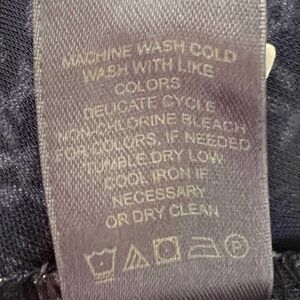 MACHINE WASH COLD
WASH WITH LIKE
COLORS
DELICATE CYCLE
NON-CHLORINE BLEACH
FOR COLORS, IF NEEDED
TUMBLE DRY LOW
COOL IRON IF
NECESSARY
OR DRY CLEAN
P